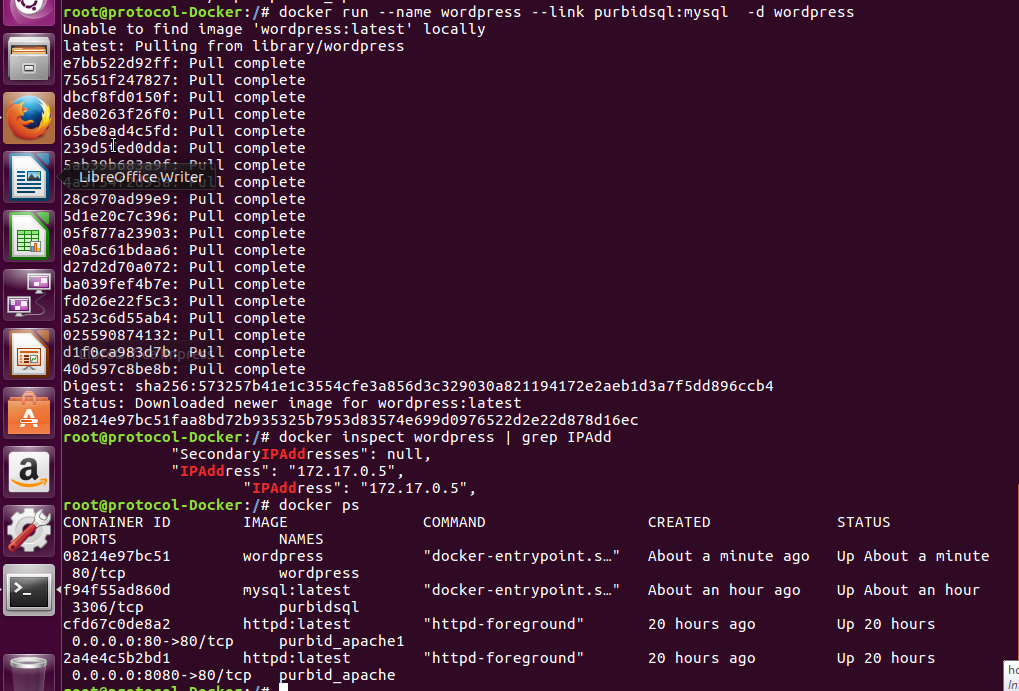 root@protocol-Docker:/# docker run --name wordpress --link purbidsql:mysql  -d wordpress
Unable to find image 'wordpress:latest' locally
latest: Pulling from library/wordpress
e7bb522d92ff: Pull complete
75651f247827: Pull complete
dbcf8fd0150f: Pull complete
de80263f26f0: Pull complete
65be8ad4c5fd: Pull complete
239d5 ed0dda: Pull complete
5ab39b683a9f: Pull
LibreOffice Writer
Pull complete
28c970ad99e9: Pull complete
5d1e20c7c396: Pull complete
05f877a23903: Pull complete
e0a5c61bdaa6: Pull complete
d27d2d70a072: Pull complete
ba039fef4b7e: Pull complete
fd026e22f5c3: Pull complete
a523c6d55ab4: Pull complete
025590874132: Pull complete
d1f0ca983d7b: Pull complete
40d597c8be8b: Pull complete
Digest: sha256:573257b41e1c3554cfe3a856d3c329030a821194172e2aeb1d3a7f5dd896ccb4
Status: Downloaded newer image for wordpress:latest
08214e97bc51faa8bd72b935325b7953d83574e699d0976522d2e22d878d16ec
root@protocol-Docker:/# docker inspect wordpress | grep IPAdd
            "SecondaryIPAddresses": null,
            "IPAddress": "172.17.0.5",
                    "IPAddress": "172.17.0.5",
root@protocol-Docker:/# docker ps
CONTAINER ID        IMAGE               COMMAND                  CREATED              STATUS
 PORTS                  NAMES
08214e97bc51        wordpress           "docker-entrypoint.s…"   About a minute ago   Up About a minute
 80/tcp                 wordpress
f94f55ad860d        mysql:latest        "docker-entrypoint.s…"   About an hour ago    Up About an hour
 3306/tcp               purbidsql
cfd67c0de8a2        httpd:latest        "httpd-foreground"       20 hours ago         Up 20 hours
 0.0.0.0:80->80/tcp     purbid_apache1
2a4e4c5b2bd1        httpd:latest        "httpd-foreground"       20 hours ago         Up 20 hours
 0.0.0.0:8080->80/tcp   purbid_apache
root@protocol-Docker:/#